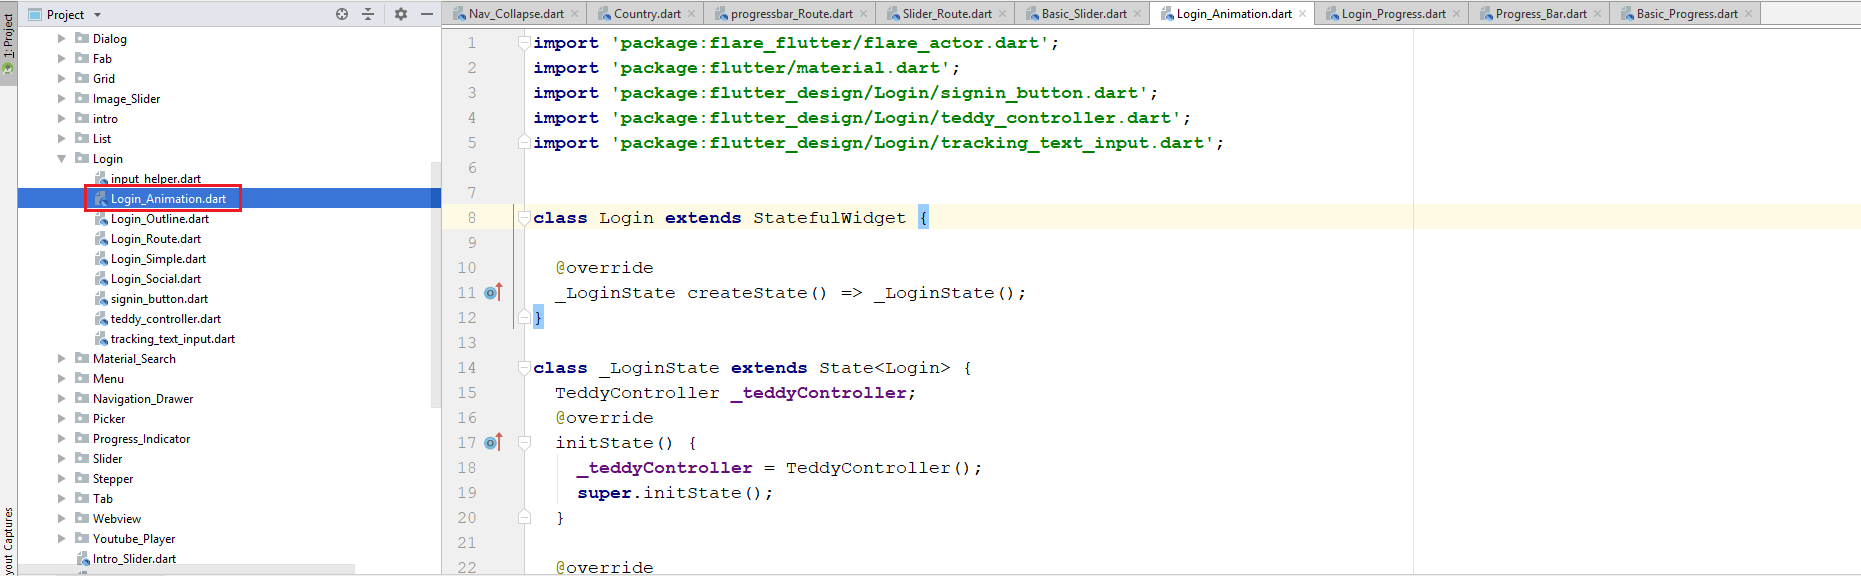 1: Project
yout Captures
Project
Dialog
Fab
Grid
Image_Slider
intro
List
Login
input_helper.dart
Login_Animation.dart
Login_Outline.dart
Login_Route.dart
Login_Simple.dart
Login_Social.dart
signin_button.dart
teddy_controller.dart
tracking_text_input.dart
Material_Search
Menu
Navigation_Drawer
Picker
Progress_Indicator
Slider
Stepper
Tab
Webview
Youtube_Player
Intro_Slider.dart
Nav_Collapse.dart Country.dart progressbar_Route.dart Slider_Route.dart Basic_Slider.dart Login_Animation.dart Login_Progress.dart Progress_Bar.dart Basic_Progress.dart
1 import 'package:flare_flutter/flare_actor.dart';
2 import 'package:flutter/material.dart';
3 import 'package:flutter_design/Login/signin_button.dart';
4 import 'package:flutter_design/Login/teddy_controller.dart';
5 import 'package:flutter_design/Login/tracking_text_input.dart';
6
7
8 class Login extends StatefulWidget {
9
10 @override
11 _LoginState createState() => _LoginState();
12 }
13
14 class _LoginState extends State<Login> {
15 TeddyController _teddyController;
16 @override
17 initState() {
18 _teddyController = TeddyController();
19 super.initState();
20 }
21
22 @override